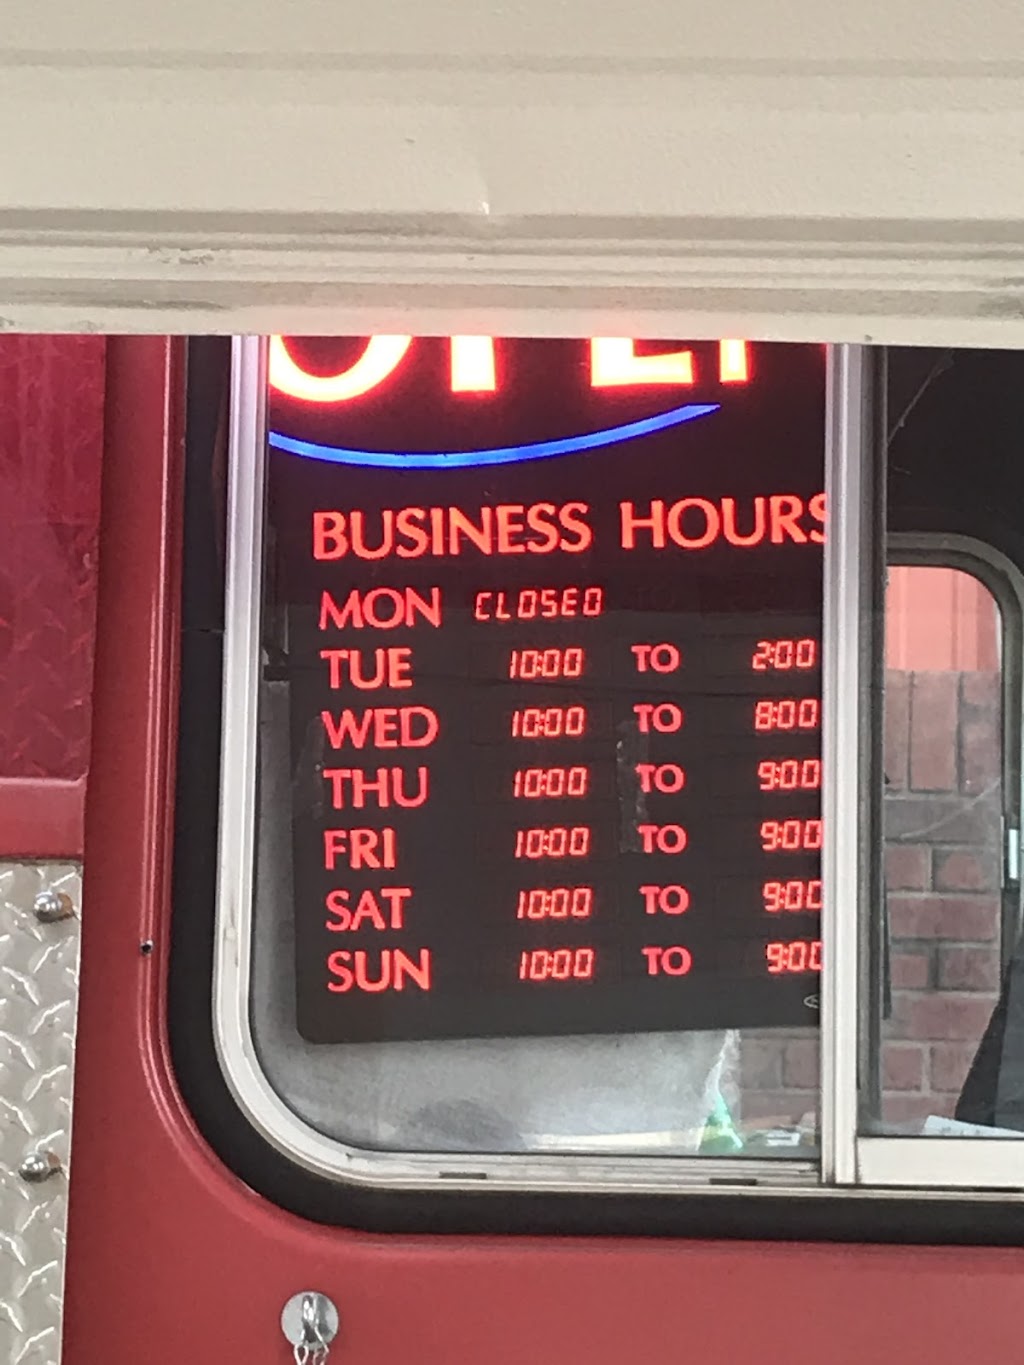 OPEN
BUSINESS HOURS
MON CLOSED
TUE 10:00 TO 2:00
WED 10:00 TO 8:00
THU 10:00 TO 9:00
FRI 10:00 TO 9:00
SAT 10:00 TO 9:00
SUN 10:00 TO 9:00